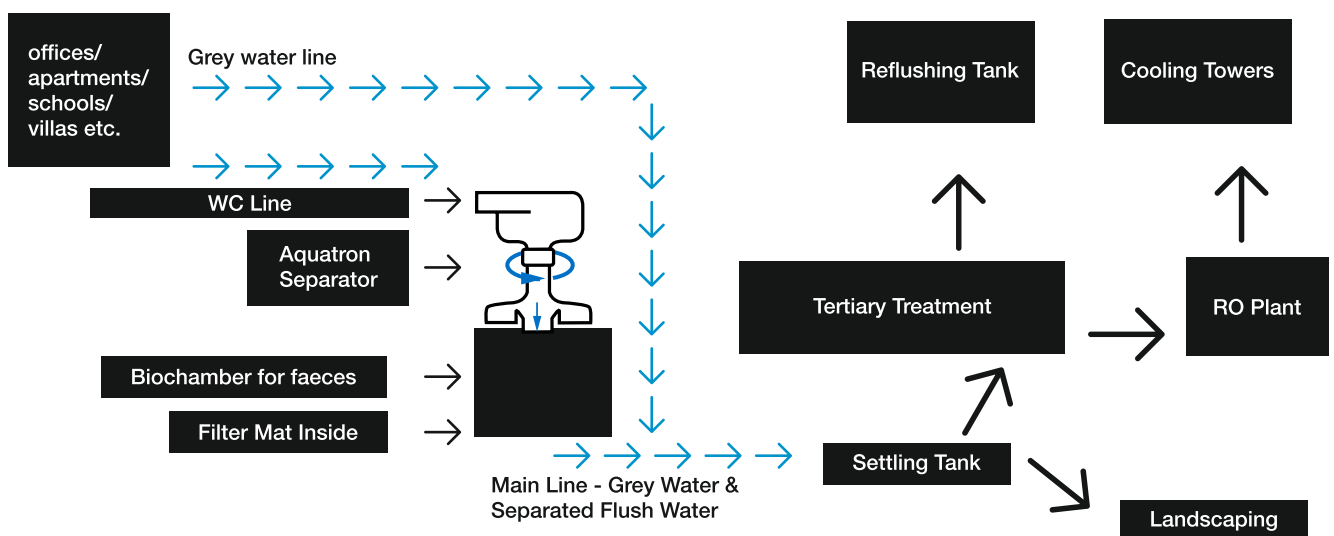 offices/
apartments/
schools/
villas etc.
Grey water line
WC Line
Aquatron
Separator
Biochamber for faeces
Filter Mat Inside
Main Line - Grey Water &
Separated Flush Water
Reflushing Tank
Cooling Towers
Tertiary Treatment
RO Plant
Settling Tank
Landscaping